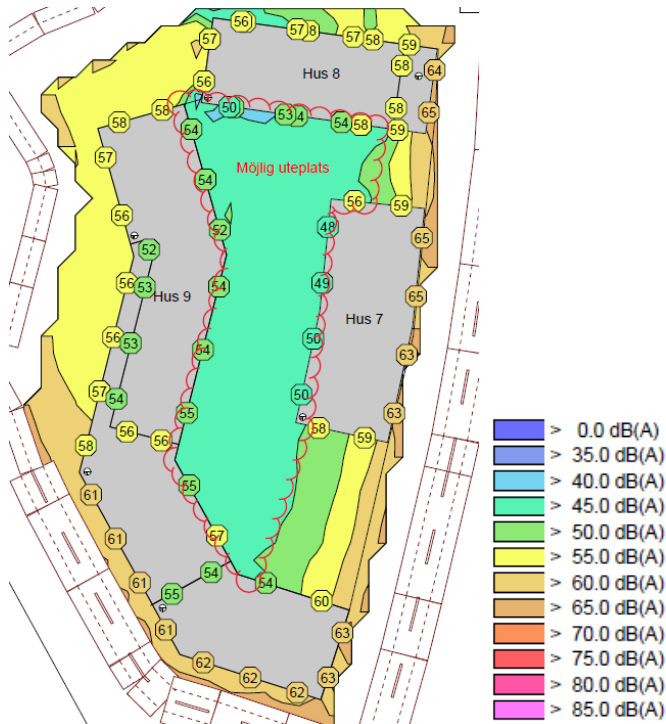 56 57 8 57 58 59
57
Hus 8
58
64
56
50 53 4 54 58 58
65
58 58
54
59
57
Möjlig uteplats
54
56 59
56
52
48
65
52
56 53 Hus 9 54
49
65
Hus 7
56 53
54
50
63
57 54
55
50
63
58
56 56
58 59
61
55
61
57
61
54
54
55
60
61
63
62 62 62 63
> 0.0 dB(A)
> 35.0 dB(A)
> 40.0 dB(A)
> 45.0 dB(A)
> 50.0 dB(A)
> 55.0 dB(A)
> 60.0 dB(A)
> 65.0 dB(A)
> 70.0 dB(A)
> 75.0 dB(A)
> 80.0 dB(A)
> 85.0 dB(A)